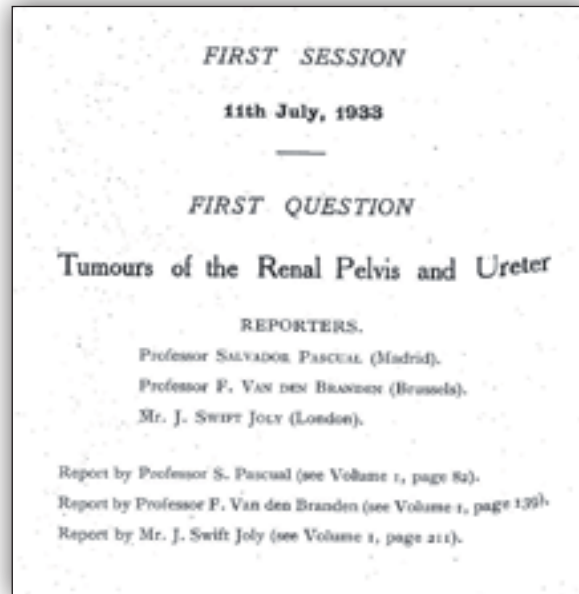 FIRST SESSION
11th July, 1933
FIRST QUESTION
Tumours of the Renal Pelvis and Ureter
REPORTERS.
Professor SALVADOR PASCUAL (Madrid).
Professor F. VAN DEN BRANDEN (Brussels).
Mr. J. SWIFT JOLY (London).
Report by Professor S. Pascual (see Volume 1, page 82).
Report by Professor F. Van den Branden (see Volume 1, page 139).
Report by Mr. J. Swift Joly (see Volume 1, page 211).